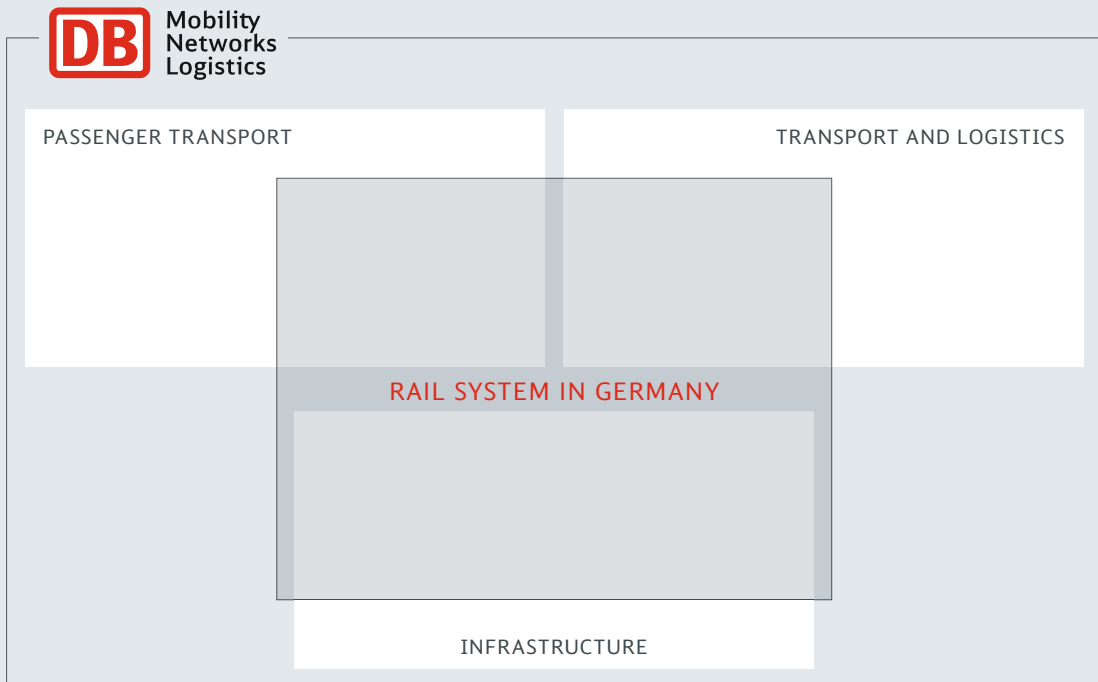 DB
Mobility
Networks
Logistics
PASSENGER TRANSPORT
TRANSPORT AND LOGISTICS
RAIL SYSTEM IN GERMANY
INFRASTRUCTURE